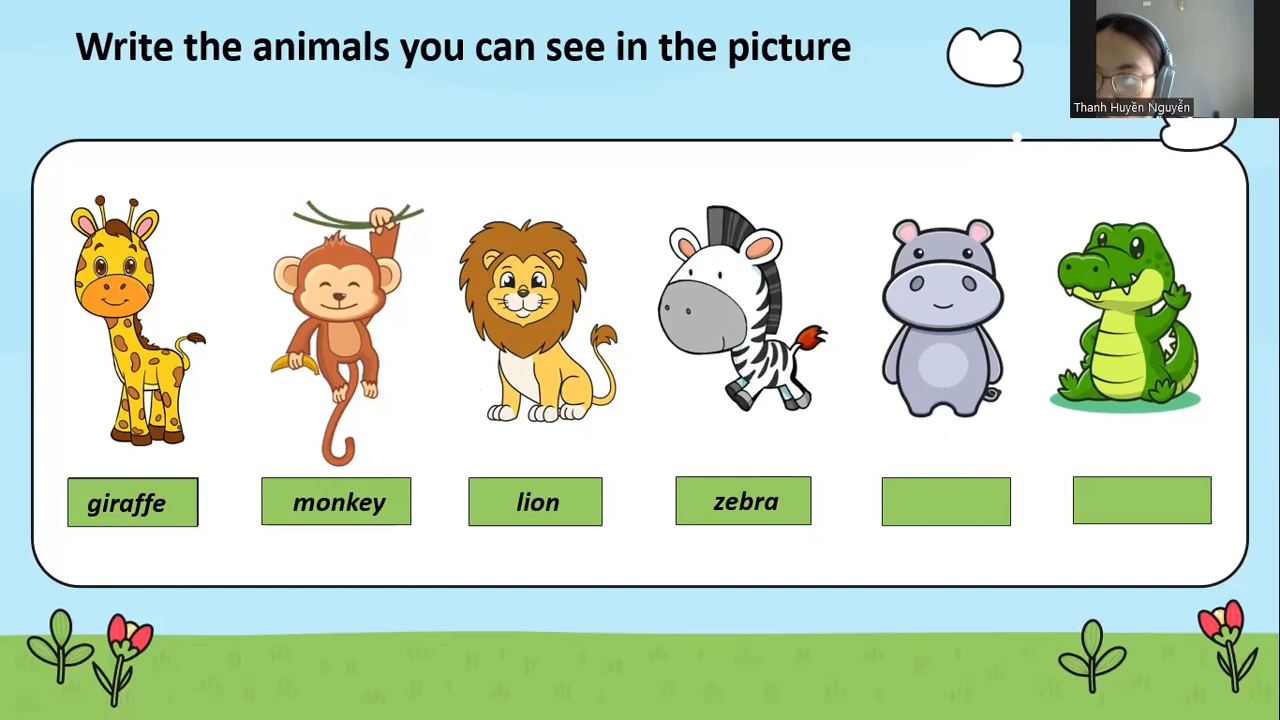 Write the animals you can see in the picture
Thanh Huyền Nguyễn
giraffe
monkey
lion
zebra